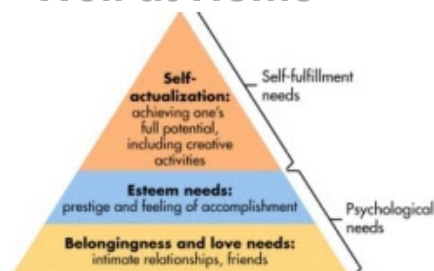 Self-
actualization:
achieving one's
full potential,
including creative
activities
Self-fulfillment
needs
Esteem needs:
prestige and feeling of accomplishment
Psychological
needs
Belongingness and love needs:
intimate relationships, friends